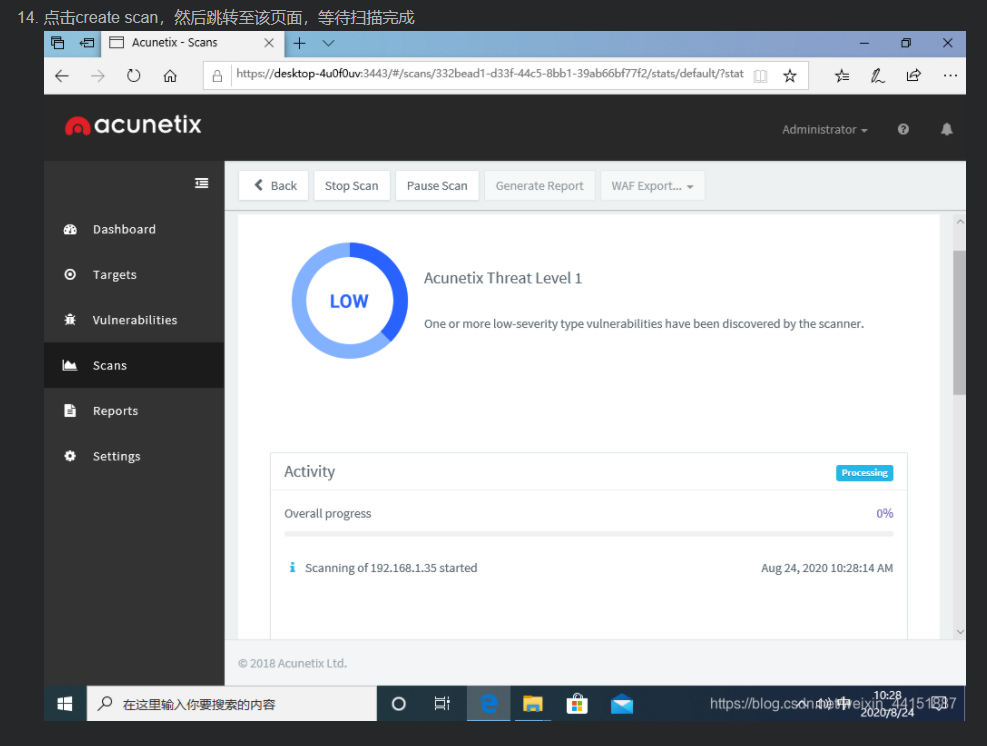 14. 点击create scan，然后跳转至该页面，等待扫描完成
Acunetix - Scans
https://desktop-4u0f0uv:3443/#/scans/332bead1-d33f-44c5-8bb1-39ab66bf77f2/stats/default/?stat
acunetix
Administrator
Back
Stop Scan
Pause Scan
Generate Report
WAF Export...
Dashboard
Targets
Vulnerabilities
Scans
Reports
Settings
LOW
Acunetix Threat Level 1
One or more low-severity type vulnerabilities have been discovered by the scanner.
Activity
Processing
Overall progress
0%
Scanning of 192.168.1.35 started
Aug 24, 2020 10:28:14 AM
© 2018 Acunetix Ltd.
在这里输入你要搜索的内容
中
10:28
2020/8/24